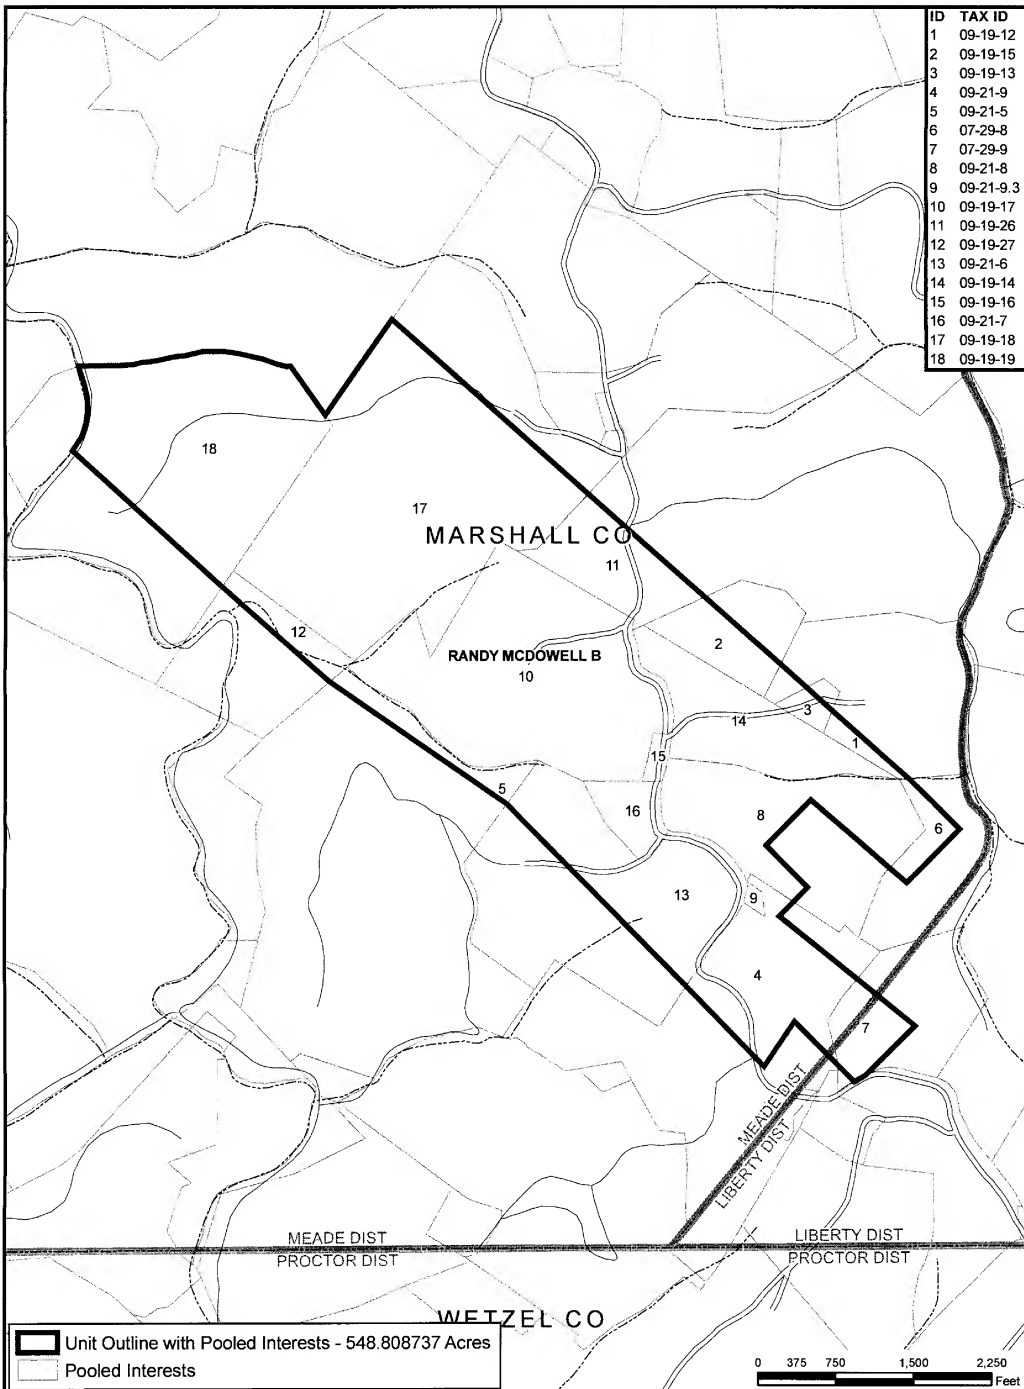 ID TAX ID
1 09-19-12
2 09-19-15
3 09-19-13
4 09-21-9
5 09-21-5
6 07-29-8
7 07-29-9
8 09-21-8
9 09-21-9.3
10 09-19-17
11 09-19-26
12 09-19-27
13 09-21-6
14 09-19-14
15 09-19-16
16 09-21-7
17 09-19-18
18 09-19-19
18
17
MARSHALL CO
11
12
2
RANDY MCDOWELL B
10
3
14
1
15
5
16
8
6
13
9
4
7
MEADE DIST
LIBERTY DIST
MEADE DIST
PROCTOR DIST
LIBERTY DIST
PROCTOR DIST
WETZEL CO
Unit Outline with Pooled Interests - 548.808737 Acres
Pooled Interests
0 375 750 1,500 2,250
Feet